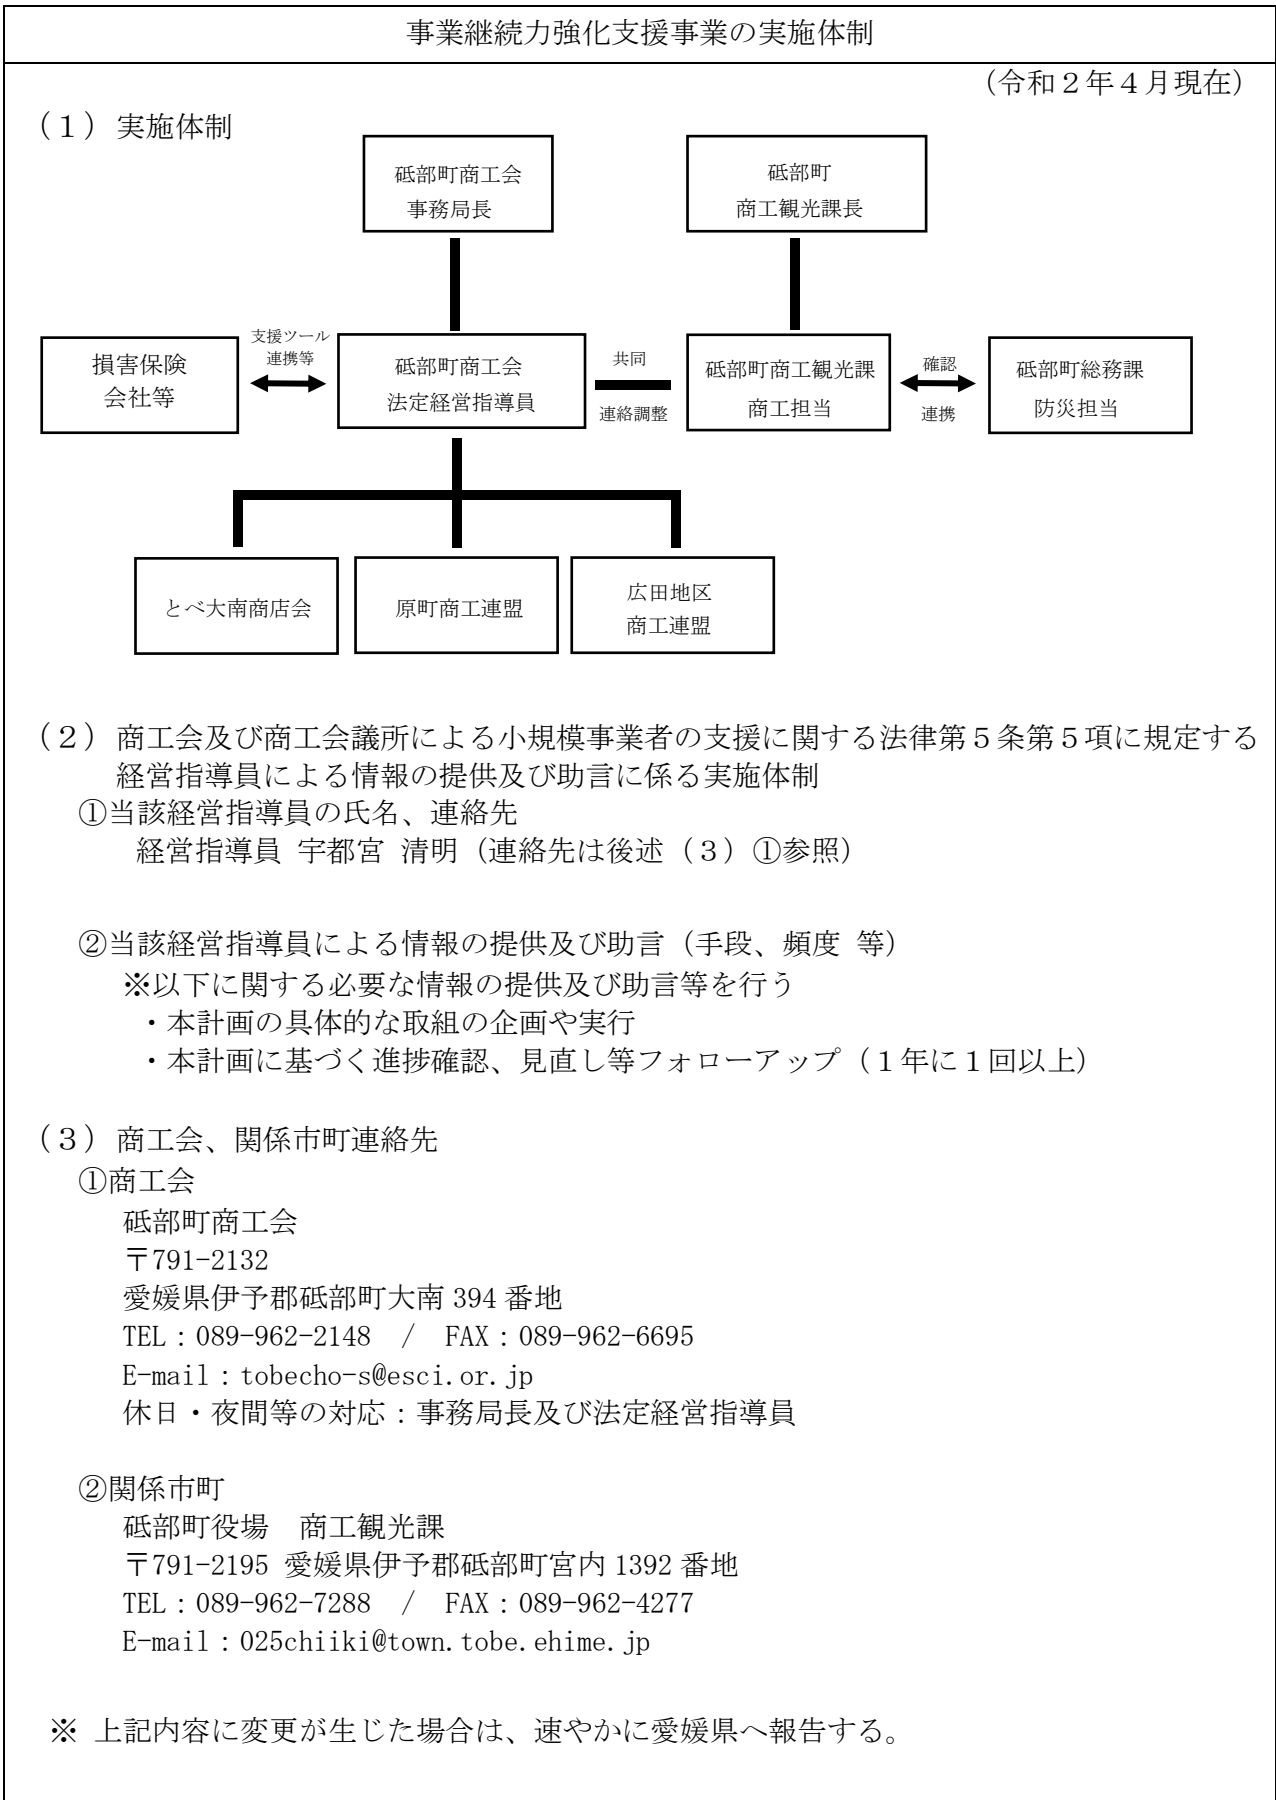 事業継続力強化支援事業の実施体制
（令和２年４月現在）
（１）実施体制
砥部町商工会
事務局長
砥部町
商工観光課長
損害保険
会社等
支援ツール
連携等
砥部町商工会
法定経営指導員
共同
連絡調整
砥部町商工観光課
商工担当
確認
連携
砥部町総務課
防災担当
とべ大南商店会
原町商工連盟
広田地区
商工連盟
（２）商工会及び商工会議所による小規模事業者の支援に関する法律第５条第５項に規定する
経営指導員による情報の提供及び助言に係る実施体制
①当該経営指導員の氏名、連絡先
経営指導員 宇都宮 清明（連絡先は後述（３）①参照）
②当該経営指導員による情報の提供及び助言（手段、頻度 等）
※以下に関する必要な情報の提供及び助言等を行う
・本計画の具体的な取組の企画や実行
・本計画に基づく進捗確認、見直し等フォローアップ（１年に１回以上）
（３）商工会、関係市町連絡先
①商工会
砥部町商工会
〒791-2132
愛媛県伊予郡砥部町大南 394 番地
TEL：089-962-2148 / FAX：089-962-6695
E-mail：tobecho-s@esci.or.jp
休日・夜間等の対応：事務局長及び法定経営指導員
②関係市町
砥部町役場　商工観光課
〒791-2195 愛媛県伊予郡砥部町宮内 1392 番地
TEL：089-962-7288 / FAX：089-962-4277
E-mail：025chiiki@town.tobe.ehime.jp
※ 上記内容に変更が生じた場合は、速やかに愛媛県へ報告する。